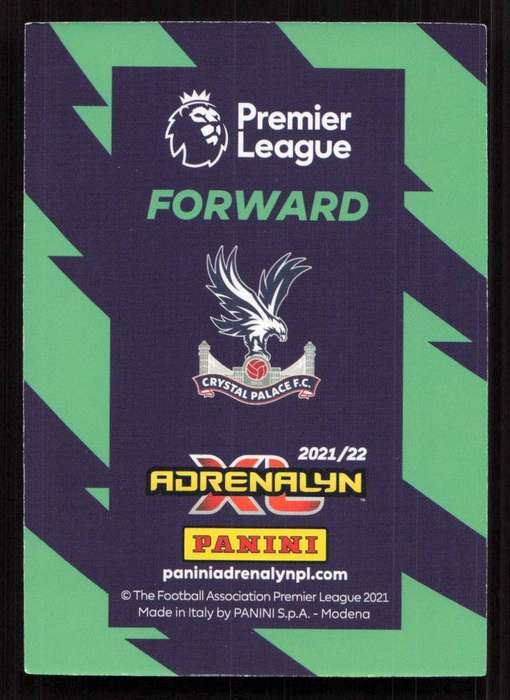 Premier
League
FORWARD
CRYSTAL PALACE F.C.
2021/22
ADRENALYN XL
PANINI
paniniadrenalynpl.com
© The Football Association Premier League 2021
Made in Italy by PANINI S.p.A. - Modena